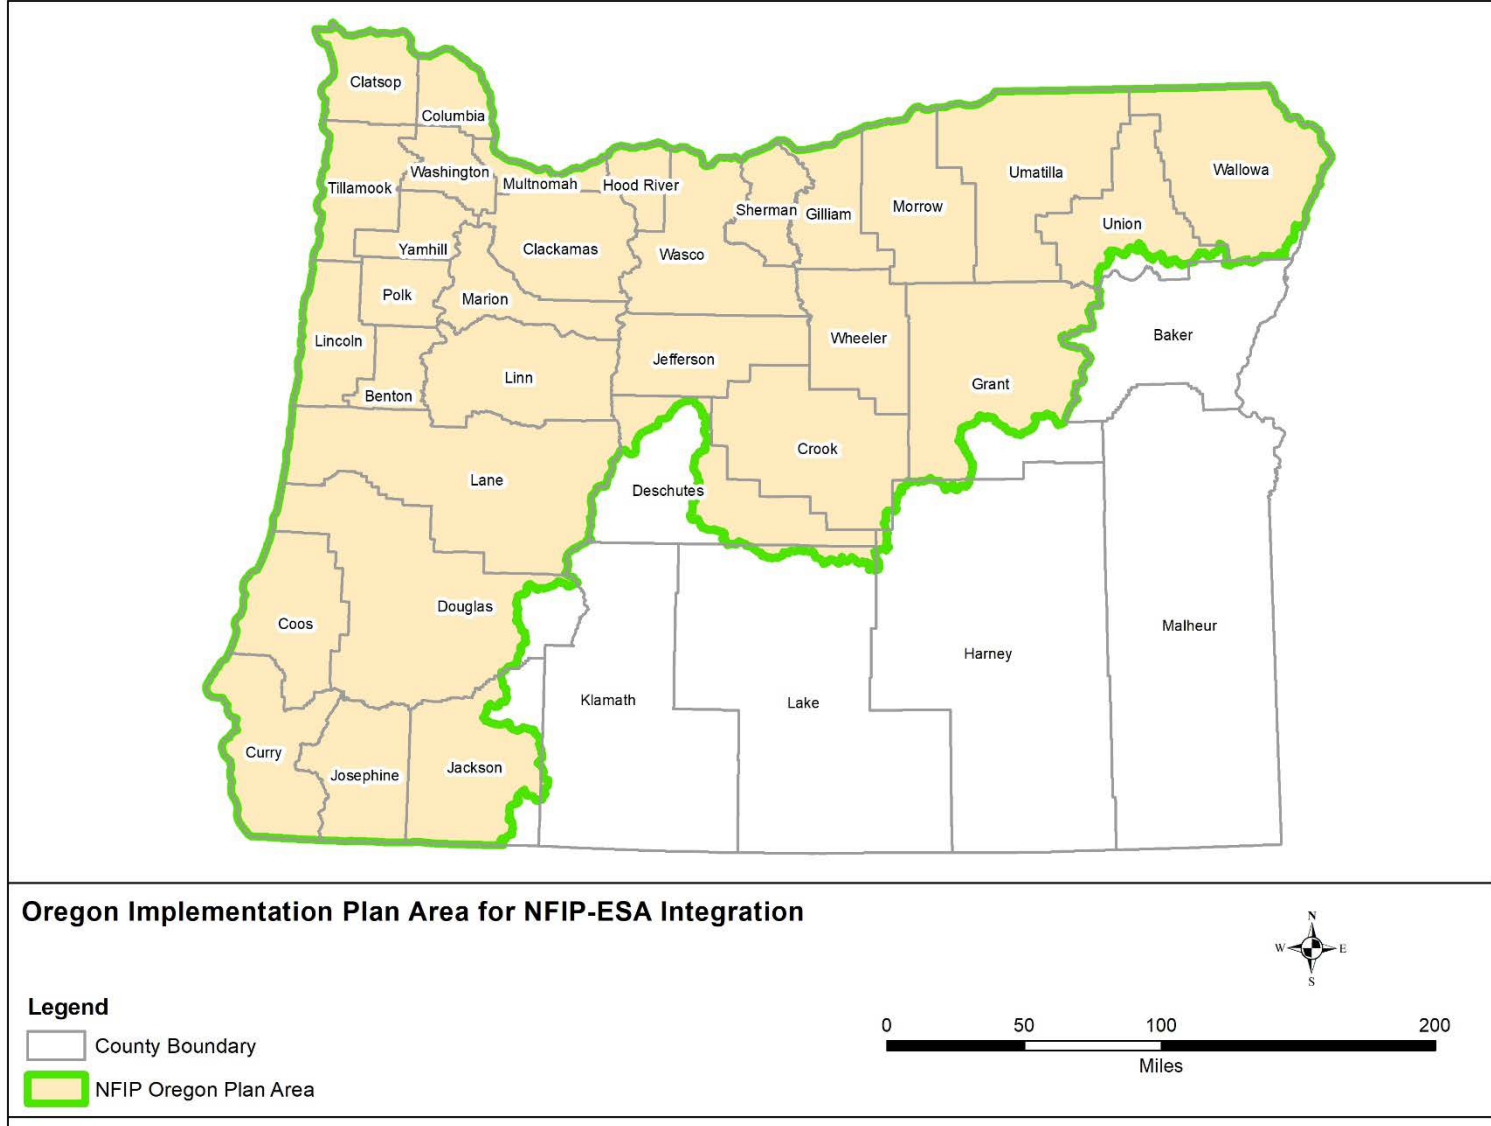 Clatsop
Columbia
Washington
Tillamook
Multnomah
Hood River
Sherman
Gilliam
Morrow
Umatilla
Wallowa
Union
Yamhill
Clackamas
Wasco
Polk
Marion
Lincoln
Linn
Jefferson
Wheeler
Baker
Benton
Grant
Crook
Lane
Deschutes
Coos
Douglas
Malheur
Harney
Klamath
Lake
Curry
Josephine
Jackson
Oregon Implementation Plan Area for NFIP-ESA Integration
N
W E
S
Legend
County Boundary
NFIP Oregon Plan Area
0 50 100 200
Miles